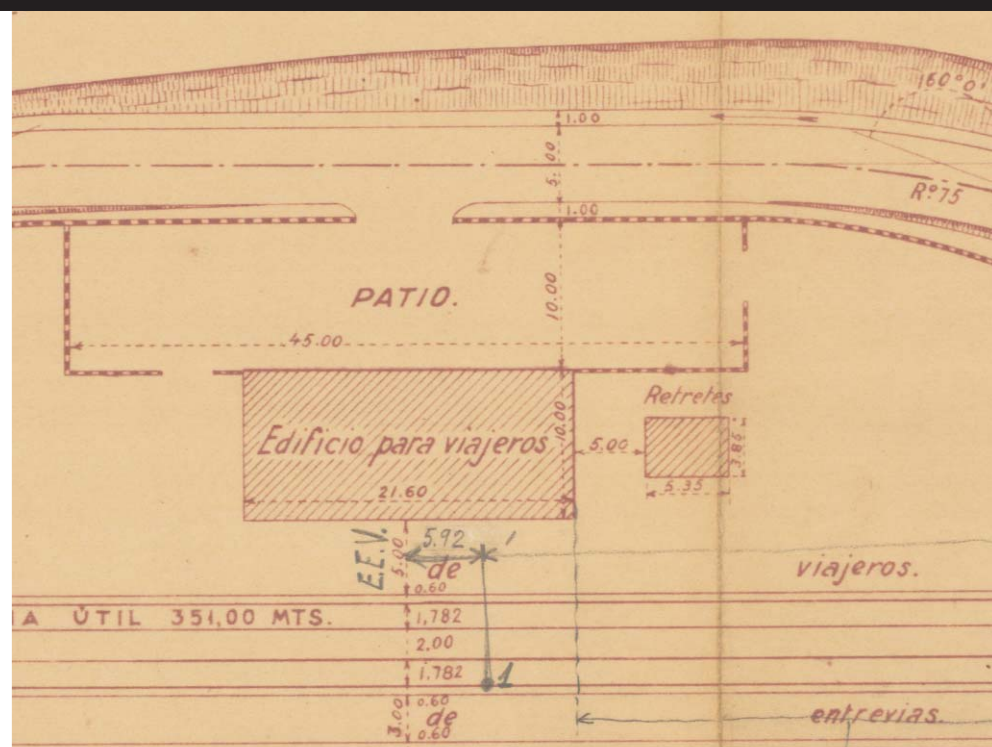 160°0'
1.00
5.00
Rº75
1.00
PATIO.
10.00
45.00
Retretes
Edificio para viajeros
10.00
5.00
3.85
21.60
5.35
E.E.V.
5.00
5.92
de
viajeros.
0.60
ÚTIL 351,00 MTS.
1,782
2.00
1.782
1
3.00
0.60
de
entrevias.
0.60